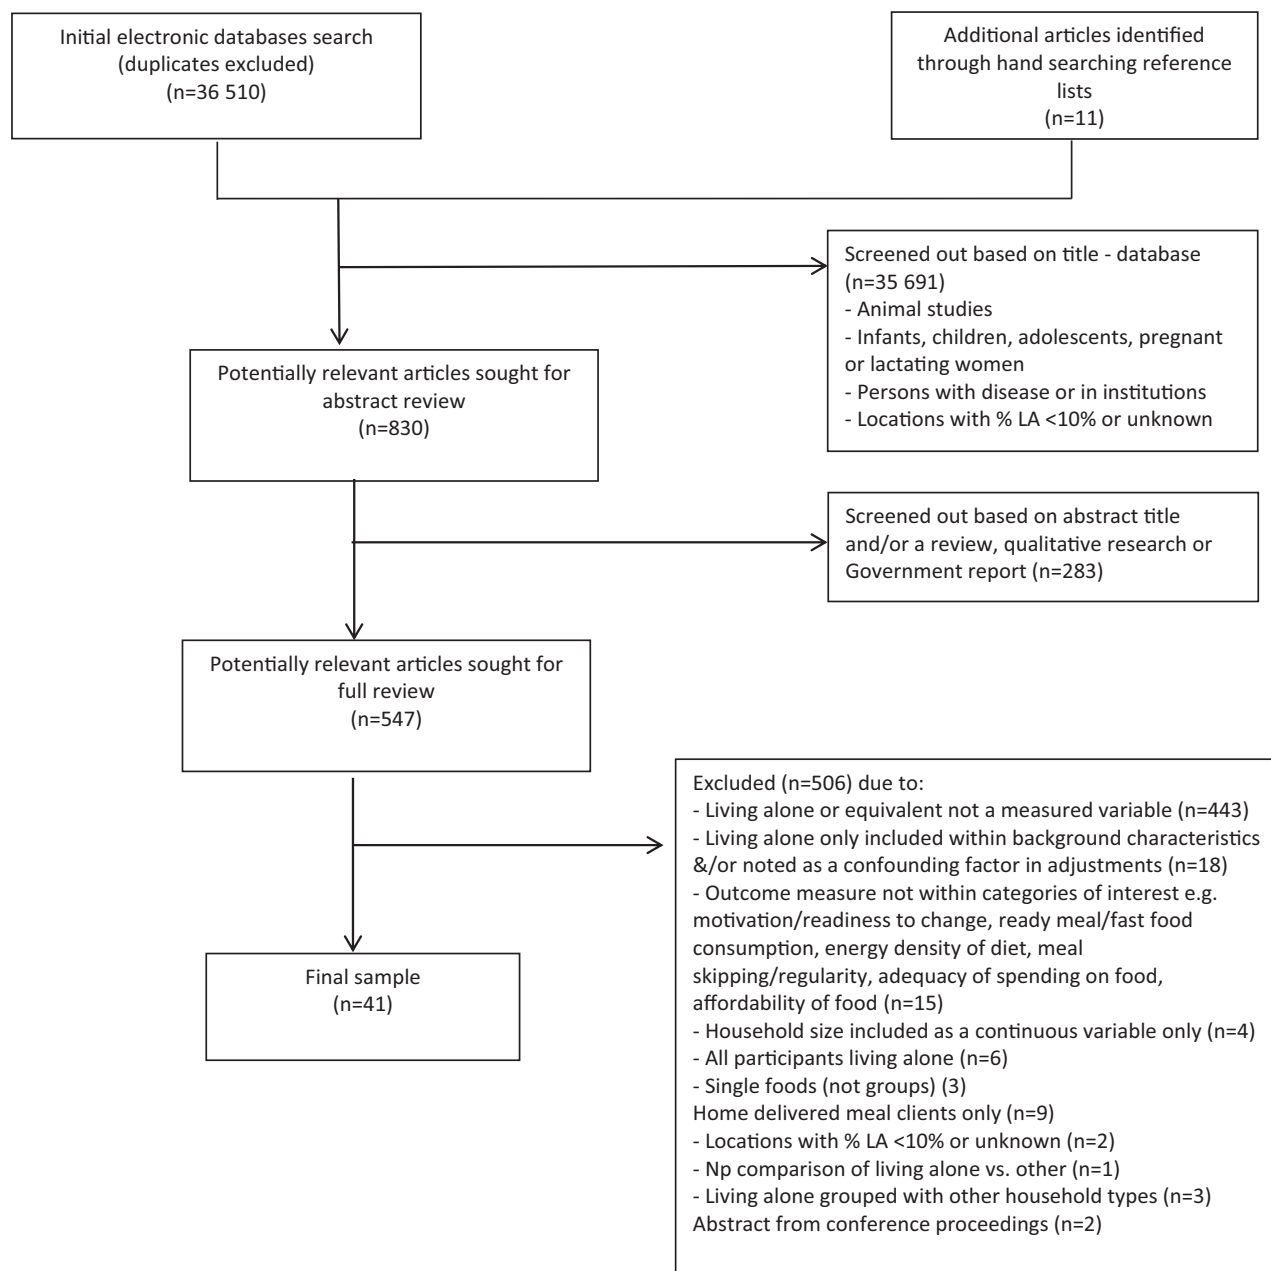 Initial electronic databases search
(duplicates excluded)
(n=36 510)
Additional articles identified
through hand searching reference
lists
(n=11)
Screened out based on title - database
(n=35 691)
- Animal studies
- Infants, children, adolescents, pregnant
or lactating women
- Persons with disease or in institutions
- Locations with % LA <10% or unknown
Potentially relevant articles sought for
abstract review
(n=830)
Screened out based on abstract title
and/or a review, qualitative research or
Government report (n=283)
Potentially relevant articles sought for
full review
(n=547)
Excluded (n=506) due to:
- Living alone or equivalent not a measured variable (n=443)
- Living alone only included within background characteristics
&/or noted as a confounding factor in adjustments (n=18)
- Outcome measure not within categories of interest e.g.
motivation/readiness to change, ready meal/fast food
consumption, energy density of diet, meal
skipping/regularity, adequacy of spending on food,
affordability of food (n=15)
- Household size included as a continuous variable only (n=4)
- All participants living alone (n=6)
- Single foods (not groups) (3)
Home delivered meal clients only (n=9)
- Locations with % LA <10% or unknown (n=2)
- Np comparison of living alone vs. other (n=1)
- Living alone grouped with other household types (n=3)
Abstract from conference proceedings (n=2)
Final sample
(n=41)